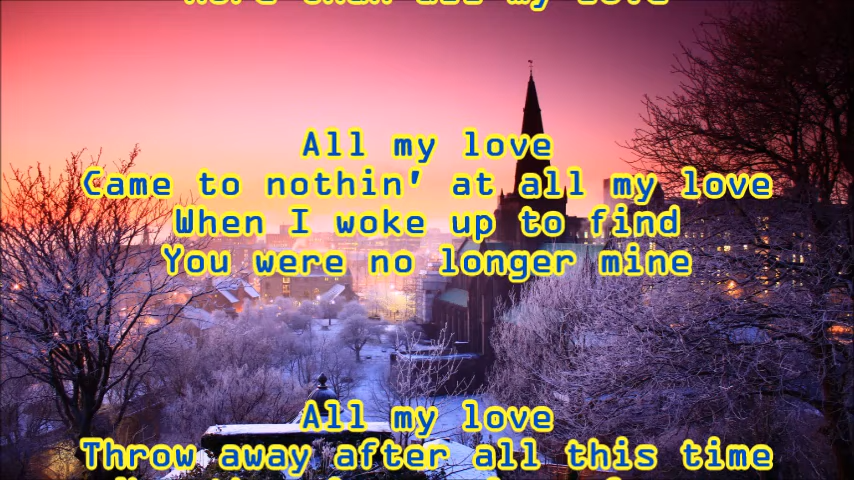 All my love
Came to nothin' at all my love
When I woke up to find
You were no longer mine
All my love
Throw away after all this time